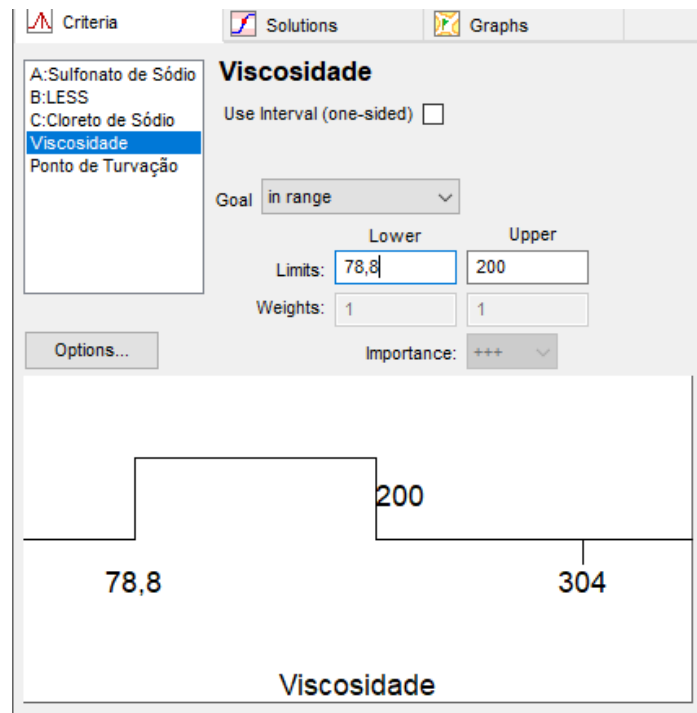 Criteria
Solutions
Graphs
A:Sulfonato de Sódio
B:LESS
C:Cloreto de Sódio
Viscosidade
Ponto de Turvação
Viscosidade
Use Interval (one-sided)
Goal in range
Lower Upper
Limits: 78,8 200
Weights: 1 1
Options...
Importance: +++
200
78,8
304
Viscosidade